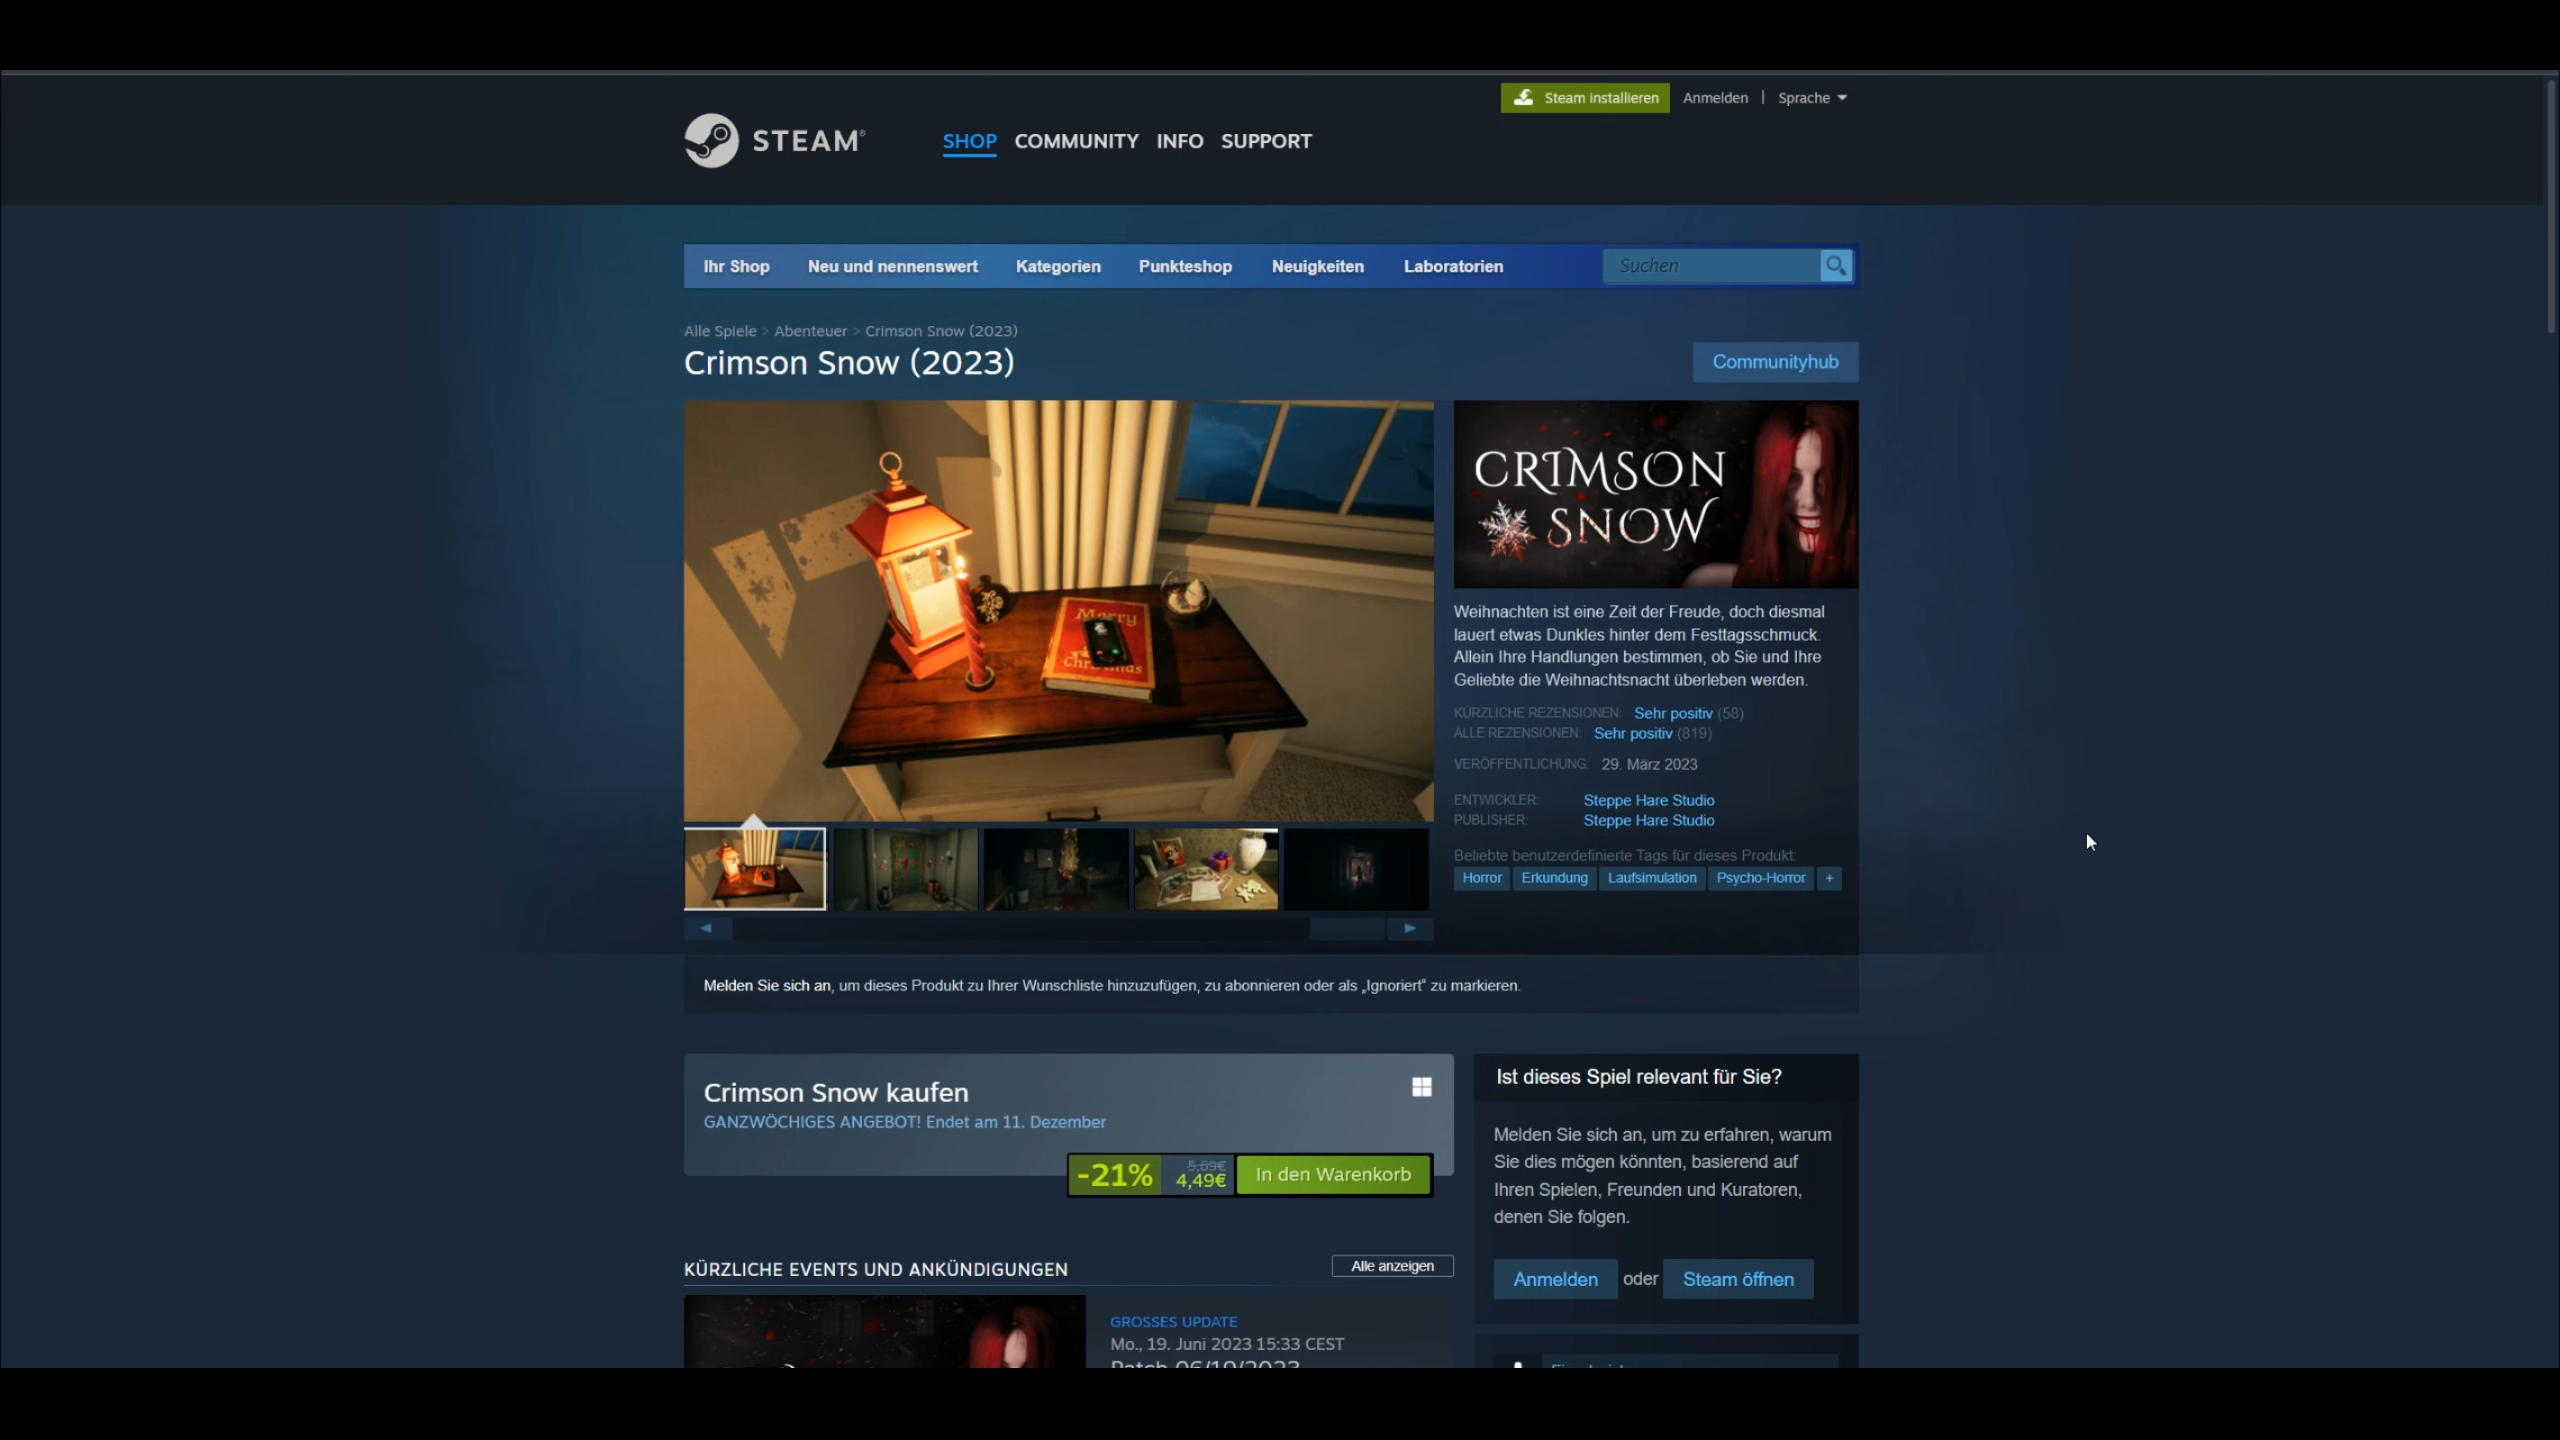 Steam installieren Anmelden | Sprache
STEAM®
SHOP COMMUNITY INFO SUPPORT
Ihr Shop Neu und nennenswert Kategorien Punkteshop Neuigkeiten Laboratorien Suchen
Alle Spiele > Abenteuer > Crimson Snow (2023)
Crimson Snow (2023)
Communityhub
Merry
Christmas
CRIMSON
SNOW
Weihnachten ist eine Zeit der Freude, doch diesmal
lauert etwas Dunkles hinter dem Festtagsschmuck.
Allein Ihre Handlungen bestimmen, ob Sie und Ihre
Geliebte die Weihnachtsnacht überleben werden.
KÜRZLICHE REZENSIONEN: Sehr positiv (58)
ALLE REZENSIONEN: Sehr positiv (819)
VERÖFFENTLICHUNG: 29. März 2023
ENTWICKLER: Steppe Hare Studio
PUBLISHER: Steppe Hare Studio
Beliebte benutzerdefinierte Tags für dieses Produkt:
Horror Erkundung Laufsimulation Psycho-Horror +
Melden Sie sich an, um dieses Produkt zu Ihrer Wunschliste hinzuzufügen, zu abonnieren oder als „Ignoriert“ zu markieren.
Crimson Snow kaufen
GANZWÖCHIGES ANGEBOT! Endet am 11. Dezember
-21% 5,69€ 4,49€ In den Warenkorb
Ist dieses Spiel relevant für Sie?
Melden Sie sich an, um zu erfahren, warum
Sie dies mögen könnten, basierend auf
Ihren Spielen, Freunden und Kuratoren,
denen Sie folgen.
Anmelden oder Steam öffnen
KÜRZLICHE EVENTS UND ANKÜNDIGUNGEN Alle anzeigen
GROSSES UPDATE
Mo., 19. Juni 2023 15:33 CEST
Patch 06/19/2023